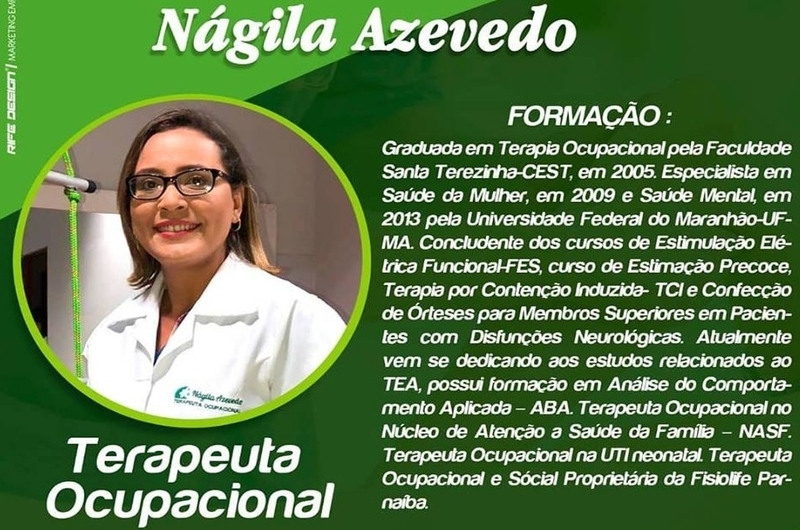 Nágila Azevedo
RIFE DESIGN | MARKETING EMP
FORMAÇÃO :
Graduada em Terapia Ocupacional pela Faculdade
Santa Terezinha-CEST, em 2005. Especialista em
Saúde da Mulher, em 2009 e Saúde Mental, em
2013 pela Universidade Federal do Maranhão-UF-
MA. Concludente dos cursos de Estimulação Elé-
trica Funcional-FES, curso de Estimação Precoce,
Terapia por Contenção Induzida- TCI e Confecção
de Órteses para Membros Superiores em Pacien-
tes com Disfunções Neurológicas. Atualmente
vem se dedicando aos estudos relacionados ao
TEA, possui formação em Análise do Comporta-
mento Aplicada – ABA. Terapeuta Ocupacional no
Núcleo de Atenção a Saúde da Família – NASF.
Terapeuta Ocupacional na UTI neonatal. Terapeuta
Ocupacional e Sócial Proprietária da Fisiolife Par-
naíba.
Nágila Azevedo
TERAPEUTA OCUPACIONAL
Terapeuta
Ocupacional